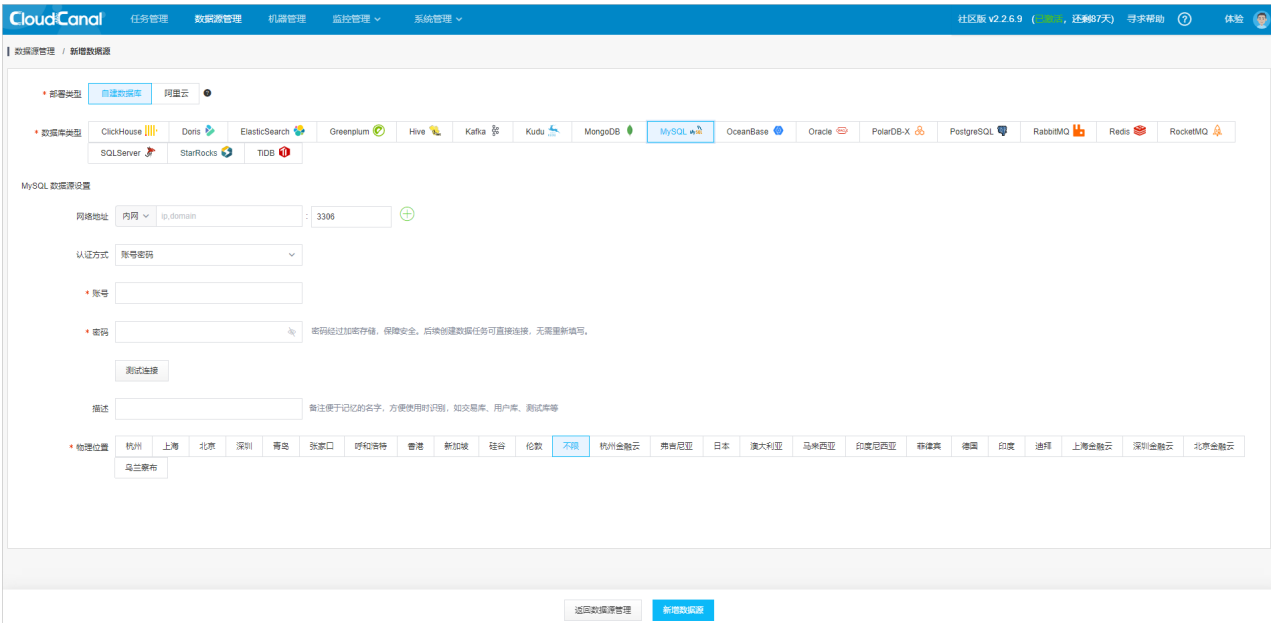 CloudCanal 任务管理 数据源管理 机器管理 监控管理 系统管理 社区版 v2.2.6.9 (已激活, 还剩87天) 寻求帮助 ? 体验
数据源管理 / 新增数据源
* 部署类型 自建数据库 阿里云 ?
* 数据库类型 ClickHouse Doris ElasticSearch Greenplum Hive Kafka Kudu MongoDB MySQL OceanBase Oracle PolarDB-X PostgreSQL RabbitMQ Redis RocketMQ
SQLServer StarRocks TiDB
MySQL 数据源设置
网络地址 内网 ip,domain : 3306
认证方式 账号密码
* 账号
* 密码 密码经过加密存储，保障安全。后续创建数据任务可直接连接，无需重新填写。
测试连接
描述 备注便于记忆的名字，方便使用时识别，如交易库、用户库、测试库等
* 物理位置 杭州 上海 北京 深圳 青岛 张家口 呼和浩特 香港 新加坡 硅谷 伦敦 不限 杭州金融云 弗吉尼亚 日本 澳大利亚 马来西亚 印度尼西亚 菲律宾 德国 印度 迪拜 上海金融云 深圳金融云 北京金融云
乌兰察布
返回数据源管理 新增数据源